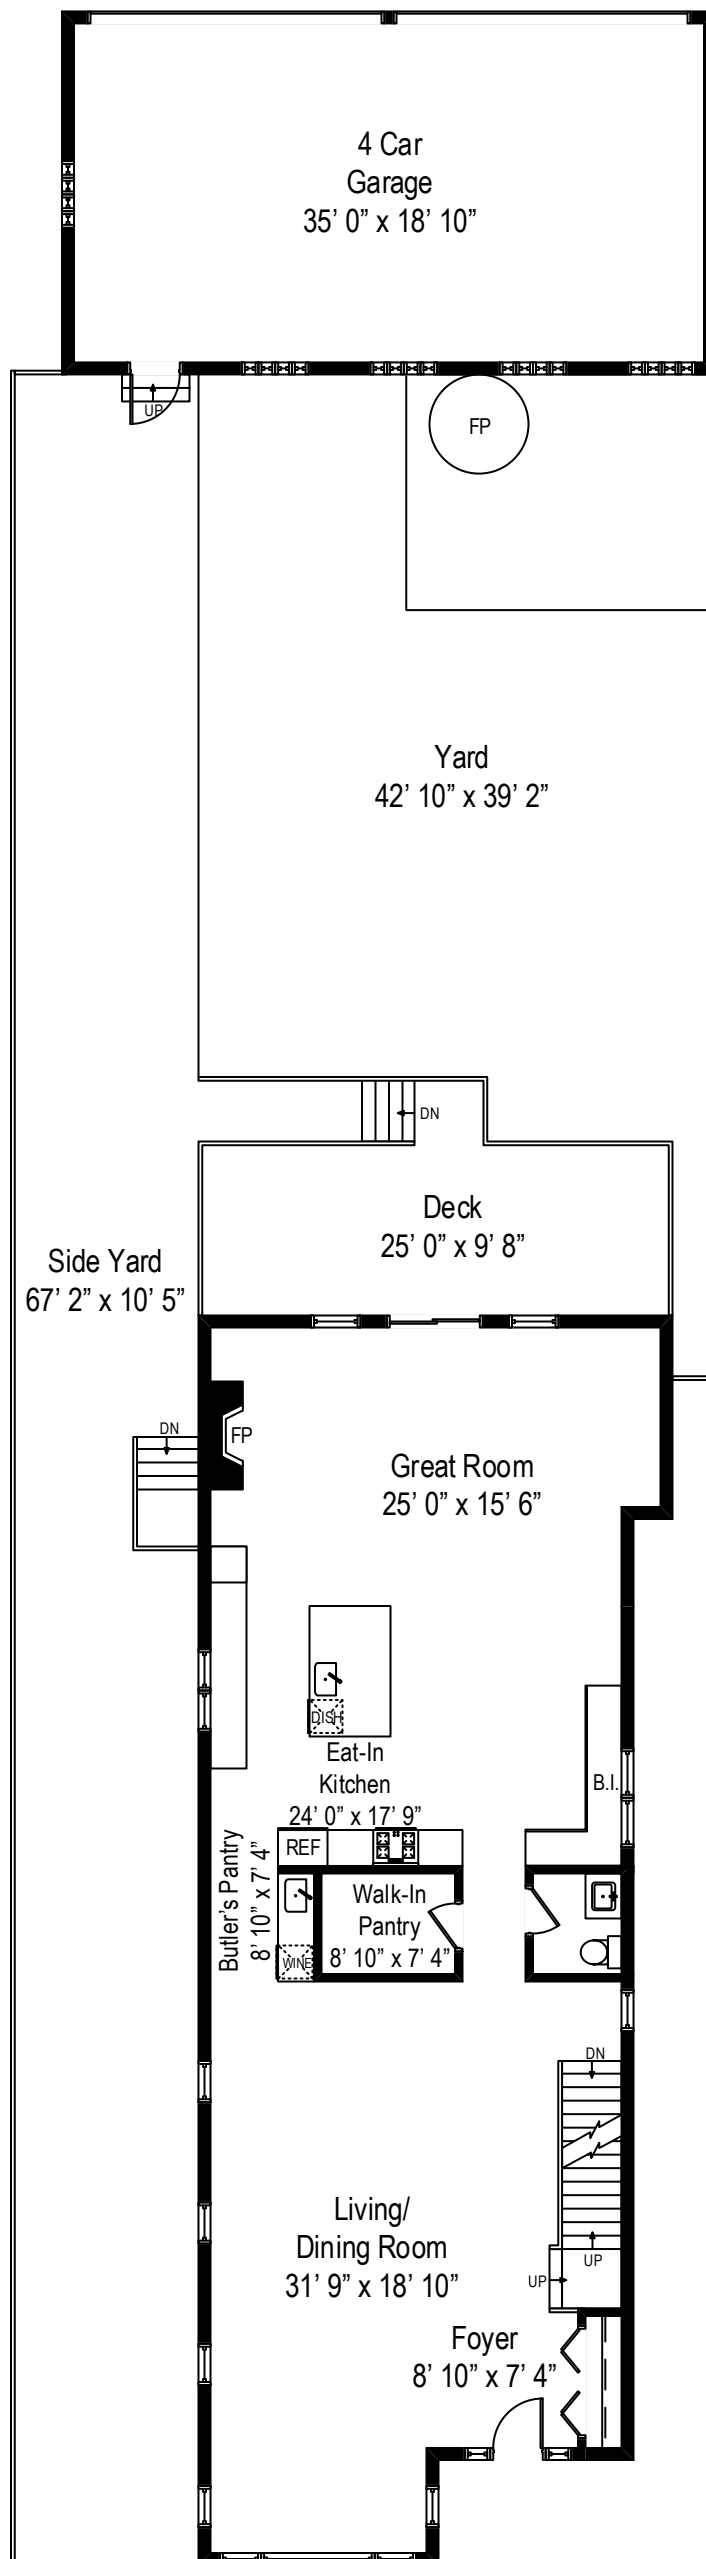 4 Car
Garage
35’ 0” x 18’ 10”
UP
FP
Yard
42’ 10” x 39’ 2”
DN
Deck
25’ 0” x 9’ 8”
Side Yard
67’ 2” x 10’ 5”
DN
FP
Great Room
25’ 0” x 15’ 6”
DISH
Eat-In
Kitchen
24’ 0” x 17’ 9”
B.I.
REF
Butler’s Pantry
8’ 10” x 7’ 4”
Walk-In
Pantry
8’ 10” x 7’ 4”
WINE
DN
Living/
Dining Room
31’ 9” x 18’ 10”
UP
UP
Foyer
8’ 10” x 7’ 4”